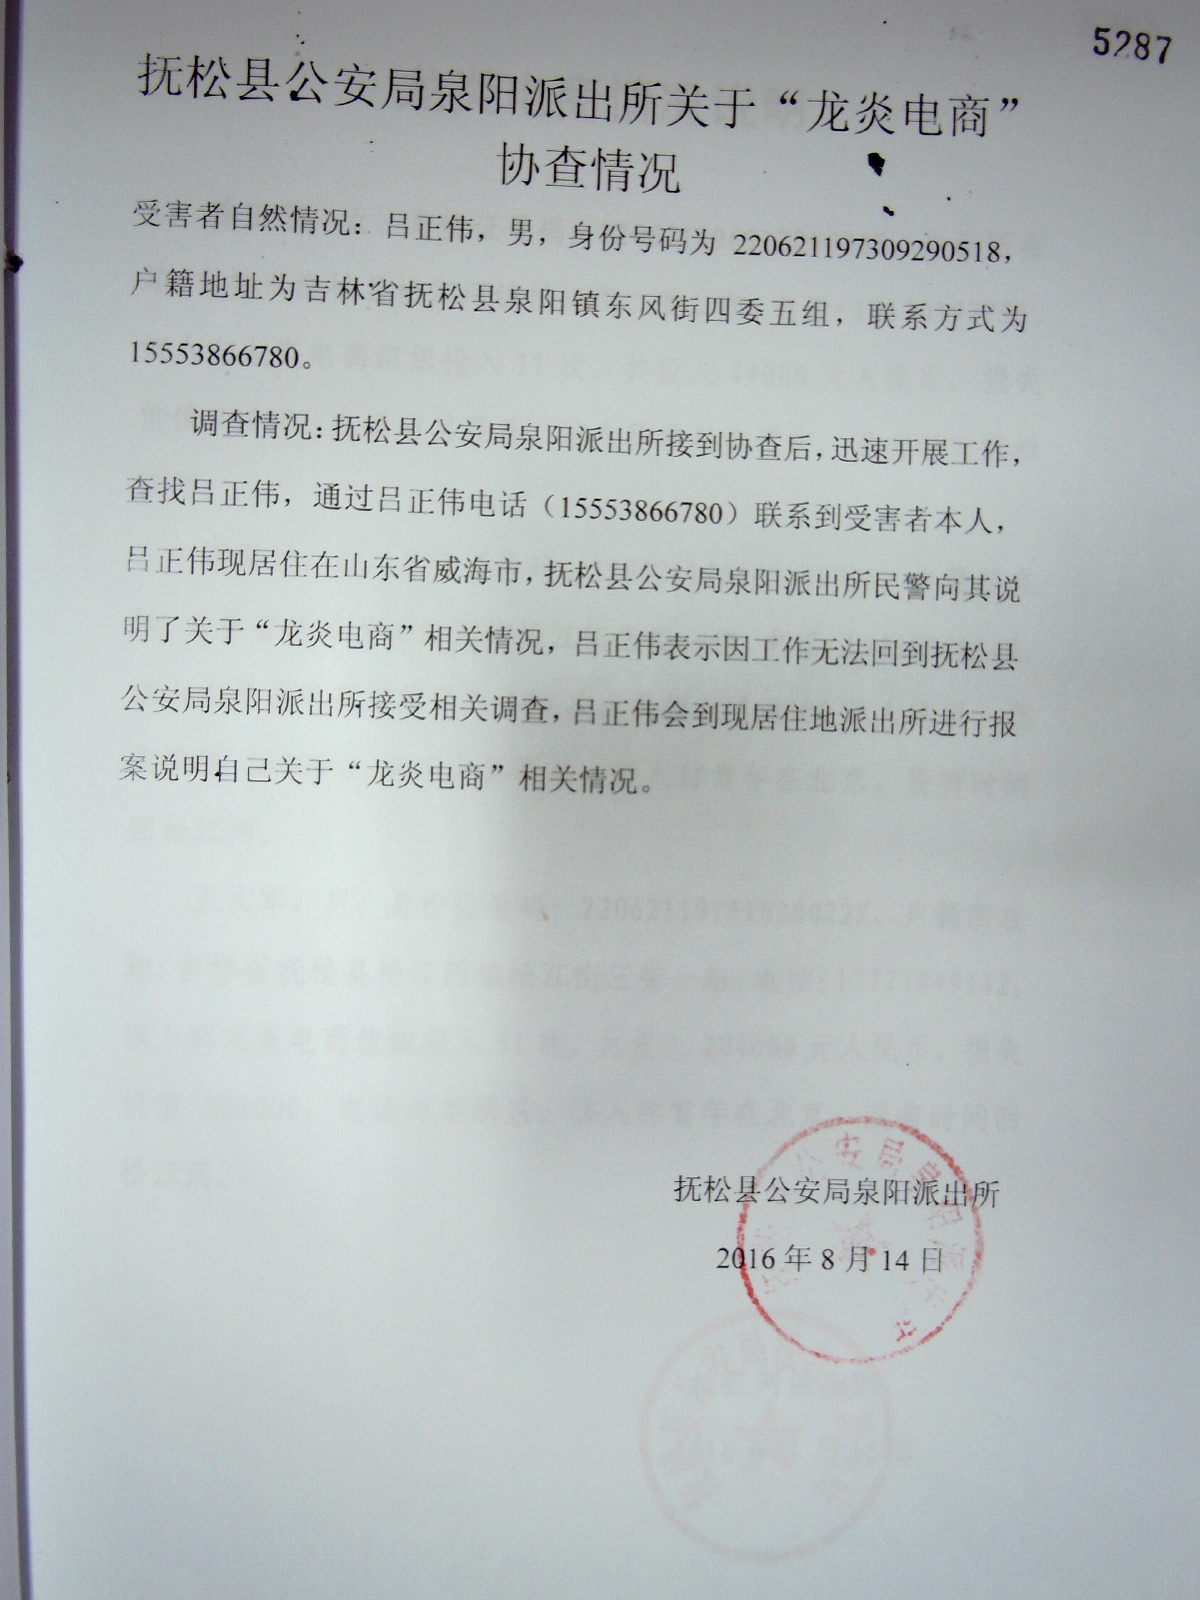 5287
抚松县公安局泉阳派出所关于“龙炎电商”
协查情况
受害者自然情况：吕正伟，男，身份号码为 220621197309290518，
户籍地址为吉林省抚松县泉阳镇东风街四委五组，联系方式为
15553866780。
调查情况：抚松县公安局泉阳派出所接到协查后，迅速开展工作，
查找吕正伟，通过吕正伟电话（15553866780）联系到受害者本人，
吕正伟现居住在山东省威海市，抚松县公安局泉阳派出所民警向其说
明了关于“龙炎电商”相关情况，吕正伟表示因工作无法回到抚松县
公安局泉阳派出所接受相关调查，吕正伟会到现居住地派出所进行报
案说明自己关于“龙炎电商”相关情况。
抚松县公安局泉阳派出所
2016 年 8 月 14 日